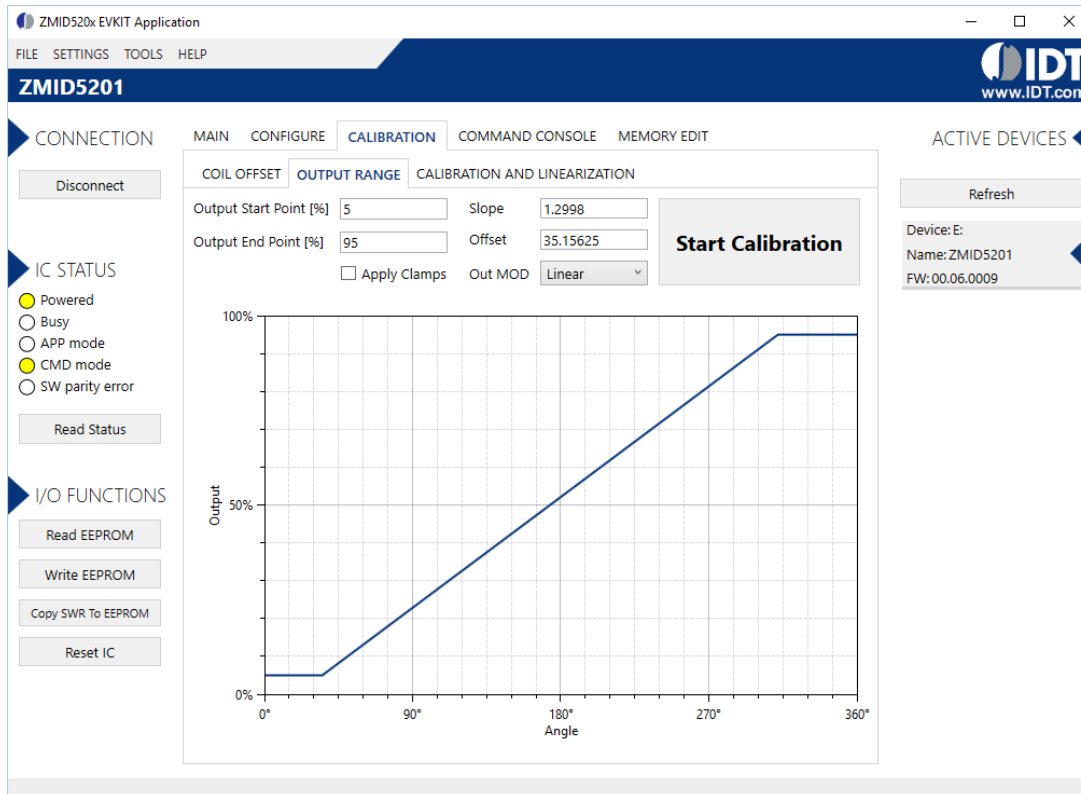 ZMID520x EVKIT Application
FILE SETTINGS TOOLS HELP
IDT
www.IDT.com
ZMID5201
CONNECTION
Disconnect
IC STATUS
Powered
Busy
APP mode
CMD mode
SW parity error
Read Status
I/O FUNCTIONS
Read EEPROM
Write EEPROM
Copy SWR To EEPROM
Reset IC
MAIN CONFIGURE CALIBRATION COMMAND CONSOLE MEMORY EDIT
COIL OFFSET OUTPUT RANGE CALIBRATION AND LINEARIZATION
Output Start Point [%] 5 Slope 1.2998
Output End Point [%] 95 Offset 35.15625
Apply Clamps Out MOD Linear
Start Calibration
100%
50%
0%
Output
0° 90° 180° 270° 360°
Angle
ACTIVE DEVICES
Refresh
Device: E:
Name: ZMID5201
FW: 00.06.0009